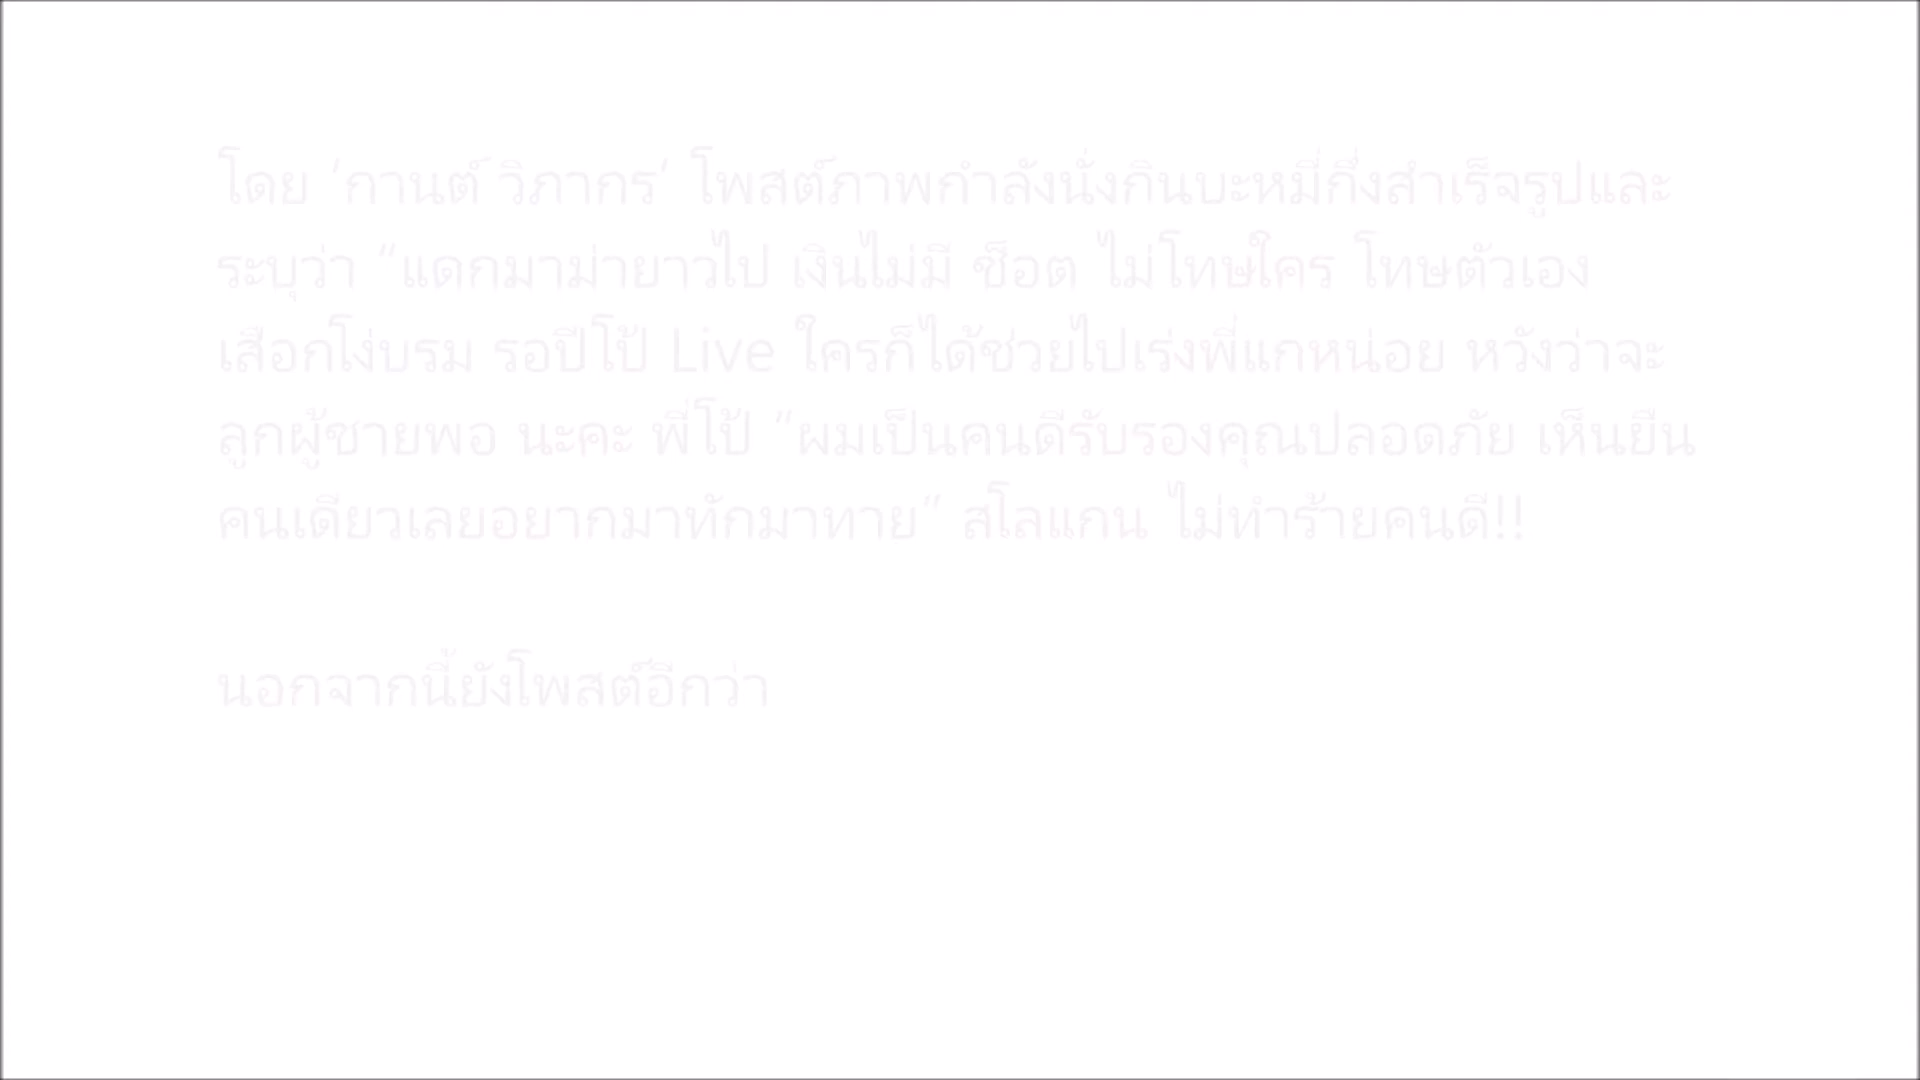 โดย ‘กานต์ วิภากร’ โพสต์ภาพกำลังนั่งกินบะหมี่กึ่งสำเร็จรูปและ
ระบุว่า “แดกมาม่ายาวไป เงินไม่มี ช็อต ไม่โทษใคร โทษตัวเอง
เสือกโง่บรม รอปีโป้ Live ใครก็ได้ช่วยไปเร่งพี่แกหน่อย หวังว่าจะ
ลูกผู้ชายพอ นะคะ พี่โป้ “ผมเป็นคนดีรับรองคุณปลอดภัย เห็นยืน
คนเดียวเลยอยากมาทักมาทาย” สโลแกน ไม่ทำร้ายคนดี!!
นอกจากนี้ยังโพสต์อีกว่า